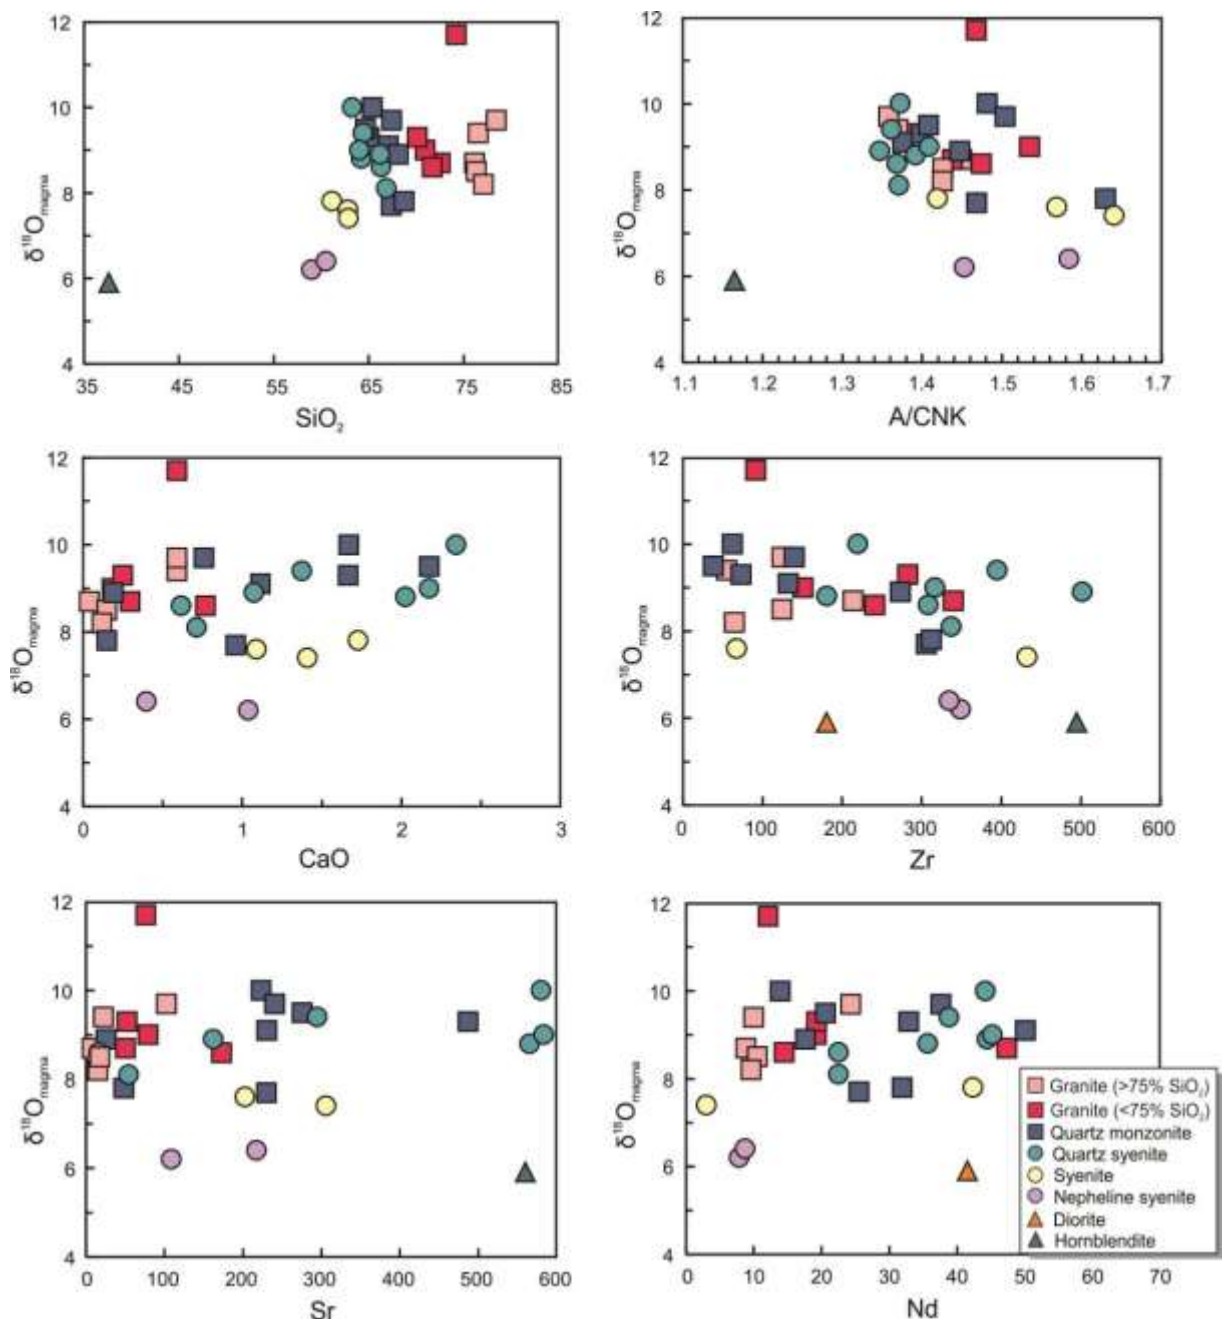 12
10
8
6
4
δ¹⁸Omagma
35 45 55 65 75 85
SiO₂
12
10
8
6
4
δ¹⁸Omagma
1.1 1.2 1.3 1.4 1.5 1.6 1.7
A/CNK
12
10
8
6
4
δ¹⁸Omagma
0 1 2 3
CaO
12
10
8
6
4
δ¹⁸Omagma
0 100 200 300 400 500 600
Zr
12
10
8
6
4
δ¹⁸Omagma
0 100 200 300 400 500 600
Sr
12
10
8
6
4
δ¹⁸Omagma
0 10 20 30 40 50 60 70
Nd
Granite (>75% SiO₂)
Granite (<75% SiO₂)
Quartz monzonite
Quartz syenite
Syenite
Nepheline syenite
Diorite
Hornblendite